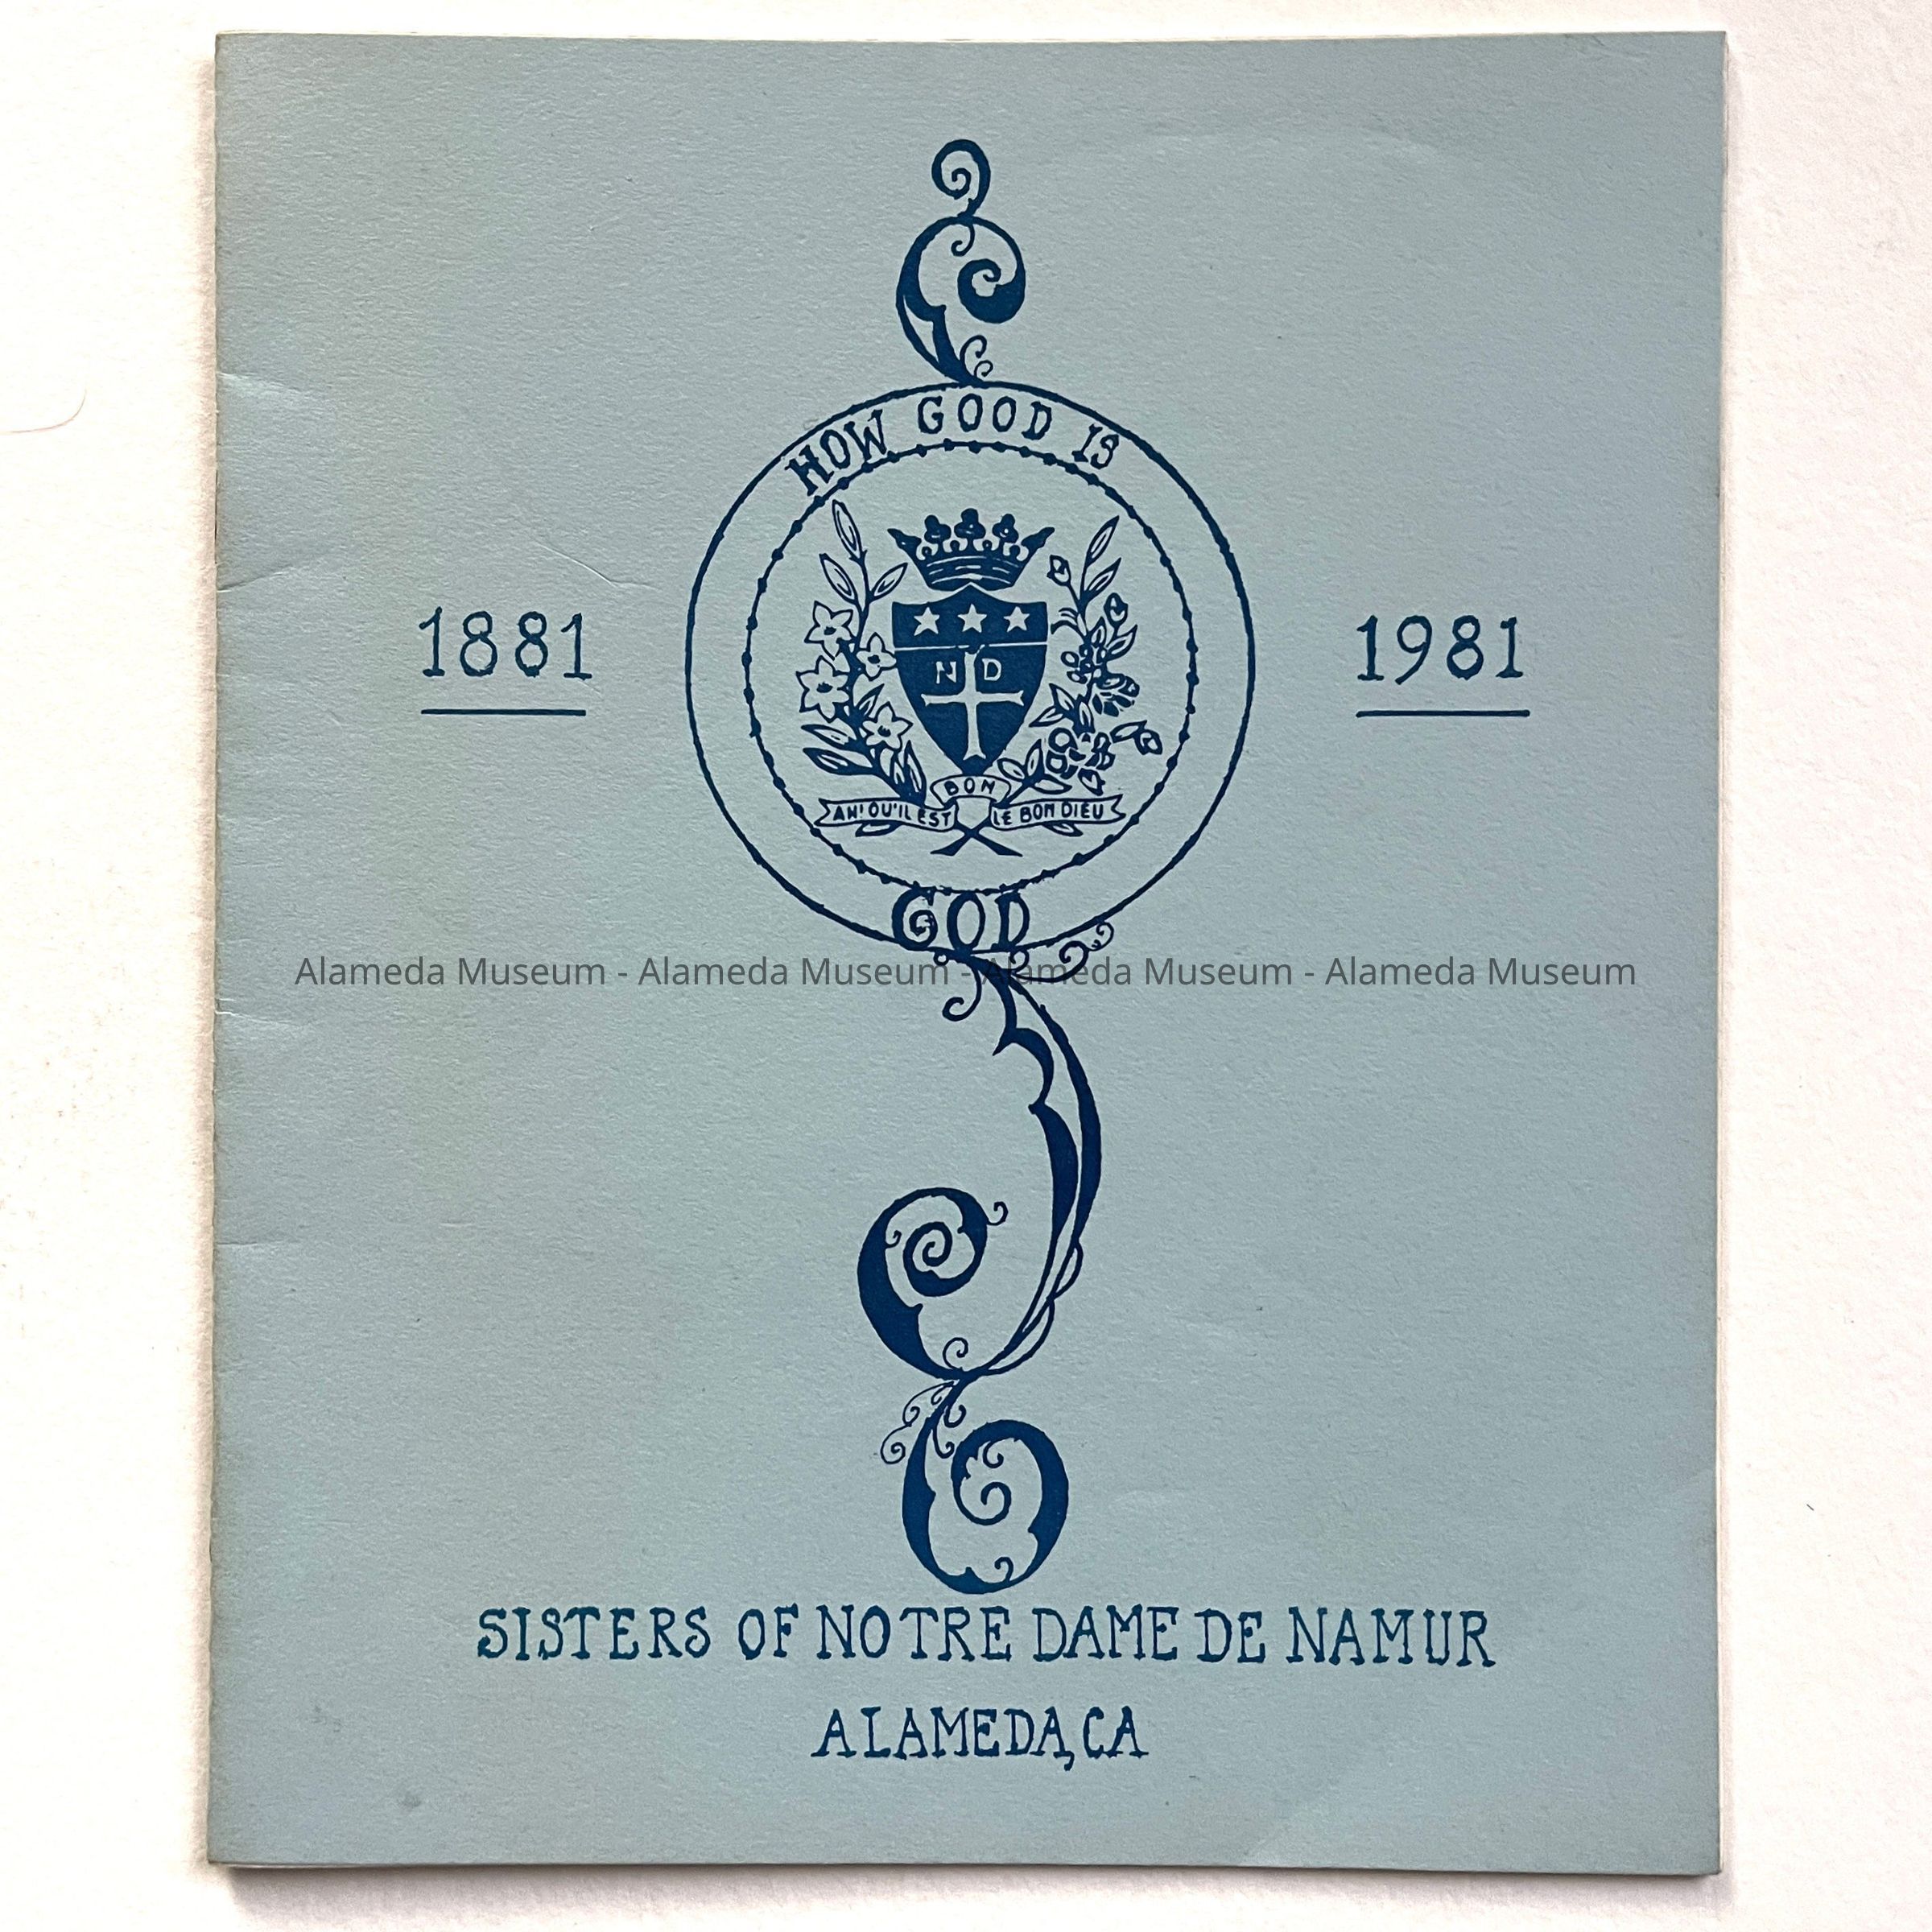 HOW GOOD IS
1881
1981
N D
BON
AH! QU'IL EST LE BON DIEU
GOD
Alameda Museum - Alameda Museum - Alameda Museum - Alameda Museum
SISTERS OF NOTRE DAME DE NAMUR
ALAMEDA, CA